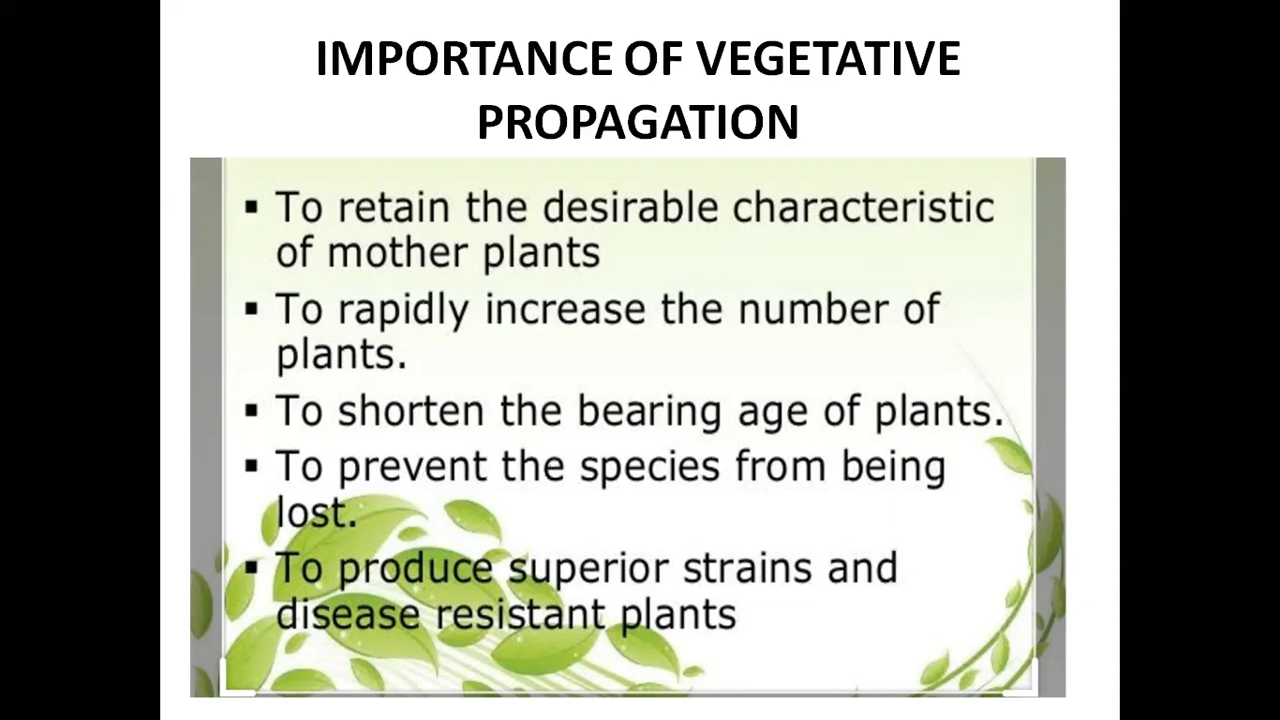 IMPORTANCE OF VEGETATIVE
PROPAGATION
▪ To retain the desirable characteristic
of mother plants
▪ To rapidly increase the number of
plants.
▪ To shorten the bearing age of plants.
▪ To prevent the species from being
lost.
▪ To produce superior strains and
disease resistant plants